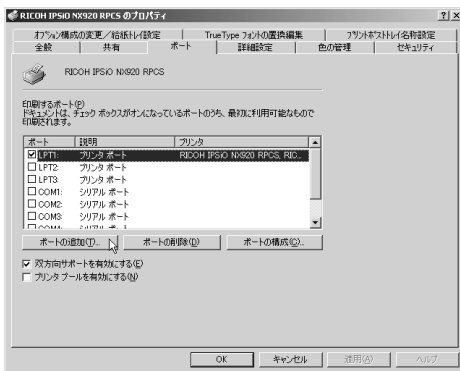 RICOH IPSiO NX920 RPCS のプロパティ
オプション構成の変更／給紙トレイ設定 TrueType フォントの置換編集 フリントポストトレイ名称設定
全般 共有 ポート 詳細設定 色の管理 セキュリティ
RICOH IPSiO NX920 RPCS
印刷するポート(P)
ドキュメントは、チェック ボックスがオンになっているポートのうち、最初に利用可能なもので
印刷されます。
ポート 説明 プリンタ
LPT1: プリンタ ポート RICOH IPSiO NX920 RPCS, RIC...
LPT2: プリンタ ポート
LPT3: プリンタ ポート
COM1: シリアル ポート
COM2: シリアル ポート
COM3: シリアル ポート
COM4: シリアル ポート
ポートの追加(T)... ポートの削除(D) ポートの構成(C)...
双方向サポートを有効にする(E)
プリンタ プールを有効にする(N)
OK キャンセル 適用(A) ヘルプ